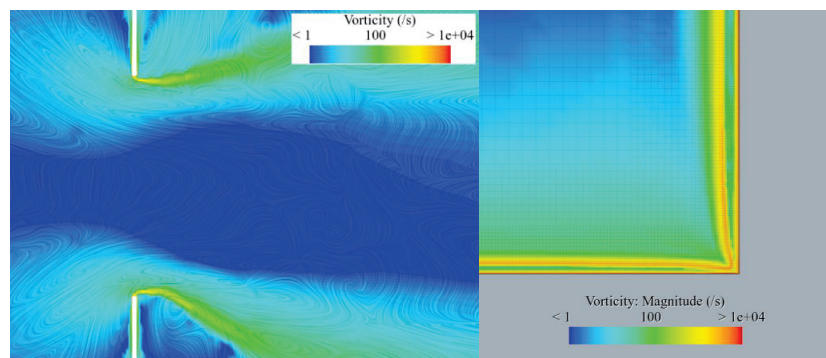 Vorticity (/s)
< 1 100 > 1e+04
Vorticity: Magnitude (/s)
< 1 100 > 1e+04